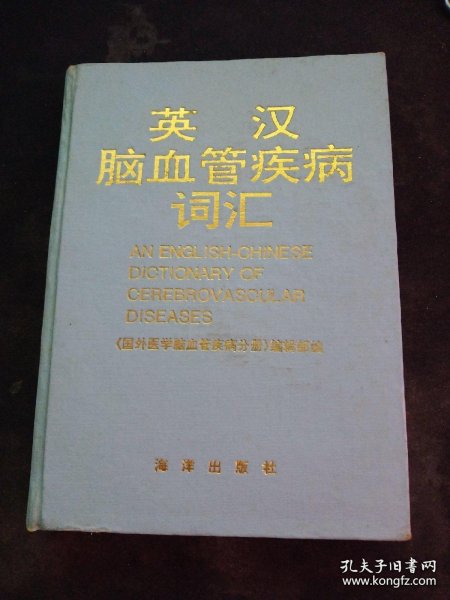 英 汉
脑血管疾病
词汇
AN ENGLISH-CHINESE
DICTIONARY OF
CEREBROVASCULAR
DISEASES
《国外医学脑血管疾病分册》编辑部编
海洋出版社
孔夫子旧书网
www.kongfz.com